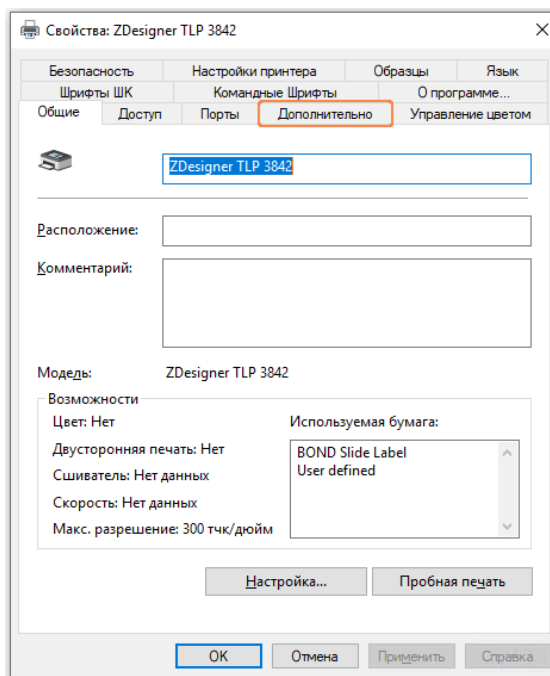 Свойства: ZDesigner TLP 3842
Безопасность Настройки принтера Образцы Язык
Шрифты ШК Командные Шрифты О программе...
Общие Доступ Порты Дополнительно Управление цветом
ZDesigner TLP 3842
Расположение:
Комментарий:
Модель: ZDesigner TLP 3842
Возможности
Цвет: Нет Используемая бумага:
Двусторонняя печать: Нет BOND Slide Label
User defined
Сшиватель: Нет данных
Скорость: Нет данных
Макс. разрешение: 300 тчк/дюйм
Настройка... Пробная печать
OK Отмена Применить Справка